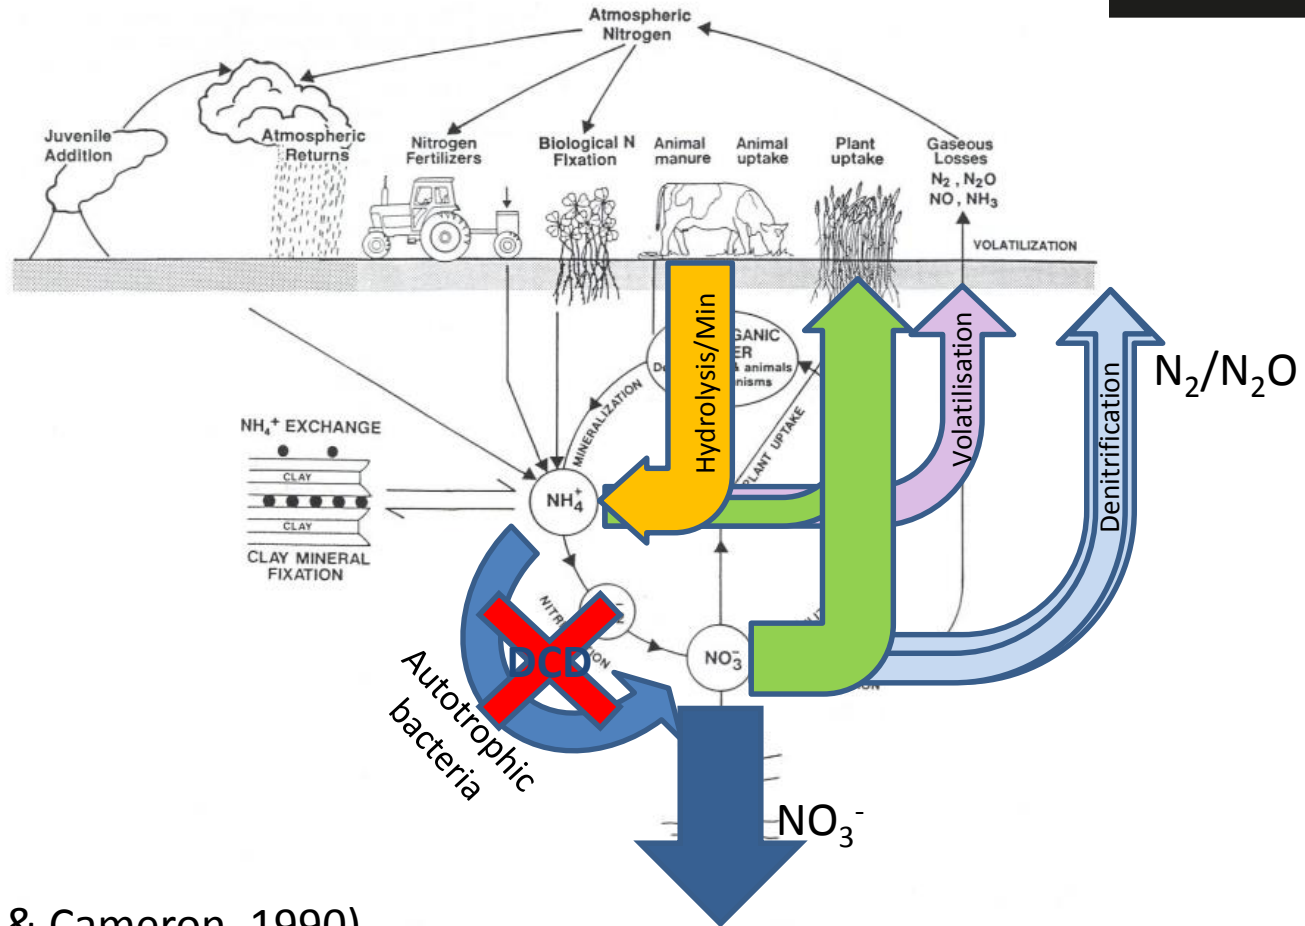 Atmospheric
Nitrogen
Juvenile
Addition
Atmospheric
Returns
Nitrogen
Fertilizers
Biological N
Fixation
Animal
manure
Animal
uptake
Plant
uptake
Gaseous
Losses
N₂ , N₂O
NO , NH₃
VOLATILIZATION
Hydrolysis/Min
animals
MINERALIZATION
PLANT UPTAKE
Volatilisation
Denitrification
N₂/N₂O
NH₄⁺ EXCHANGE
CLAY
CLAY
CLAY MINERAL
FIXATION
NH₄⁺
DCD
Autotrophic
bacteria
NO₃⁻
NO₃⁻
& Cameron, 1990)